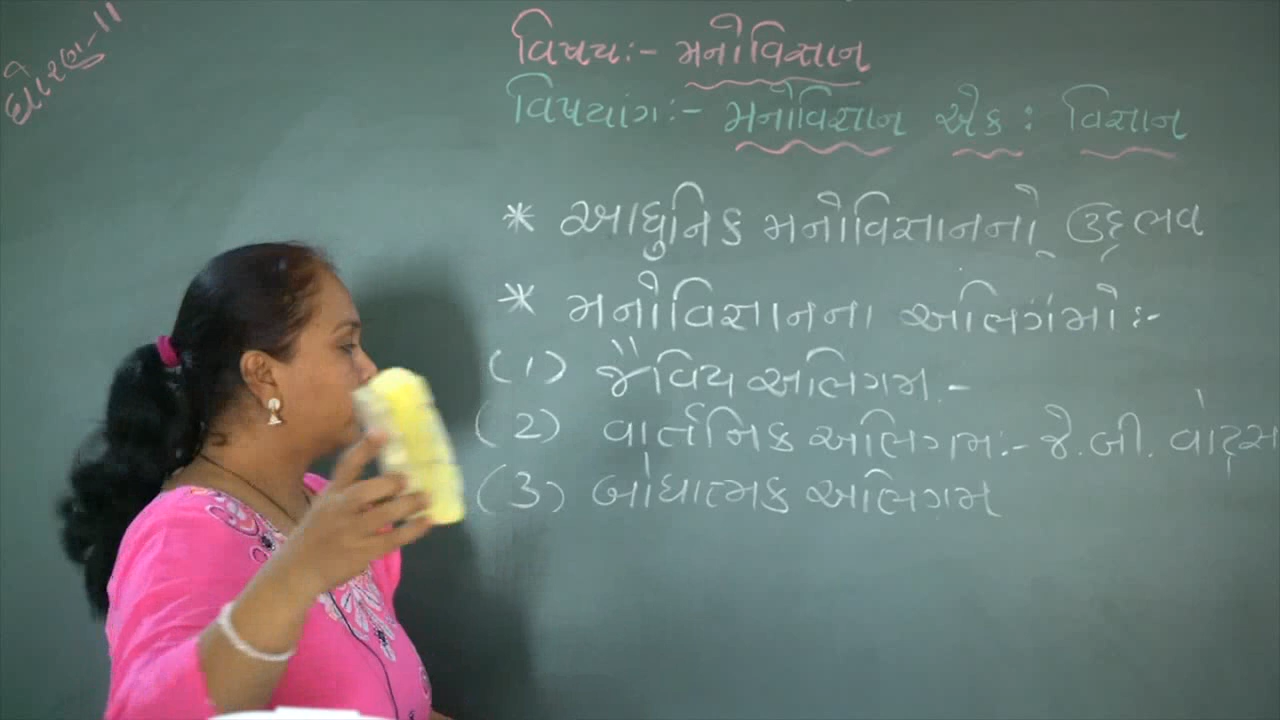 ધોરણ-11
વિષય:- મનોવિજ્ઞાન
વિષયાંગ:- મનોવિજ્ઞાન એક : વિજ્ઞાન
* આધુનિક મનોવિજ્ઞાનનો ઉદ્દભવ
* મનોવિજ્ઞાનના અભિગમો:-
(1) જૈવિય અભિગમ.-
(2) વાર્તનિક અભિગમ:- જે.બી. વોટ્સ
(3) બોધાત્મક અભિગમ